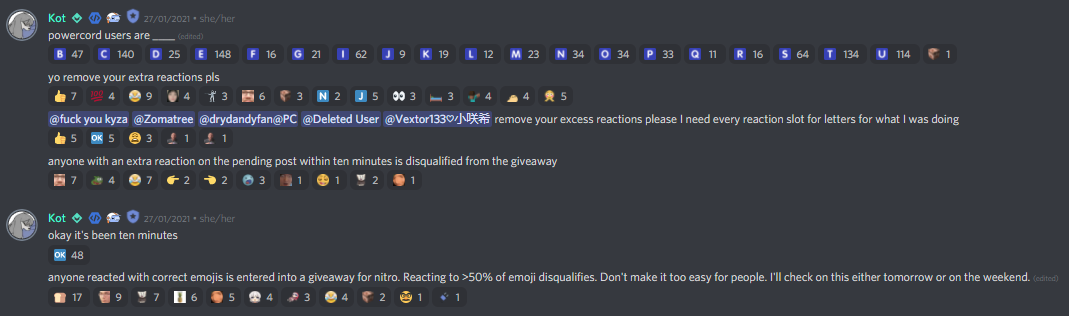 Kot 27/01/2021 • she/her
powercord users are ____ (edited)
B 47 C 140 D 25 E 148 F 16 G 21 I 62 J 9 K 19 L 12 M 23 N 34 O 34 P 33 Q 11 R 16 S 64 T 134 U 114 1
yo remove your extra reactions pls
7 100 4 9 4 3 6 3 N 2 J 5 3 3 4 4 5
@fuck you kyza @Zomatree @drydandyfan@PC @Deleted User @Vextor133♡小咲希 remove your excess reactions please I need every reaction slot for letters for what I was doing
5 OK 5 3 1 1
anyone with an extra reaction on the pending post within ten minutes is disqualified from the giveaway
7 4 7 2 2 3 1 1 2 1
Kot 27/01/2021 • she/her
okay it's been ten minutes
OK 48
anyone reacted with correct emojis is entered into a giveaway for nitro. Reacting to >50% of emoji disqualifies. Don't make it too easy for people. I'll check on this either tomorrow or on the weekend. (edited)
17 9 7 6 5 4 3 4 2 1 1